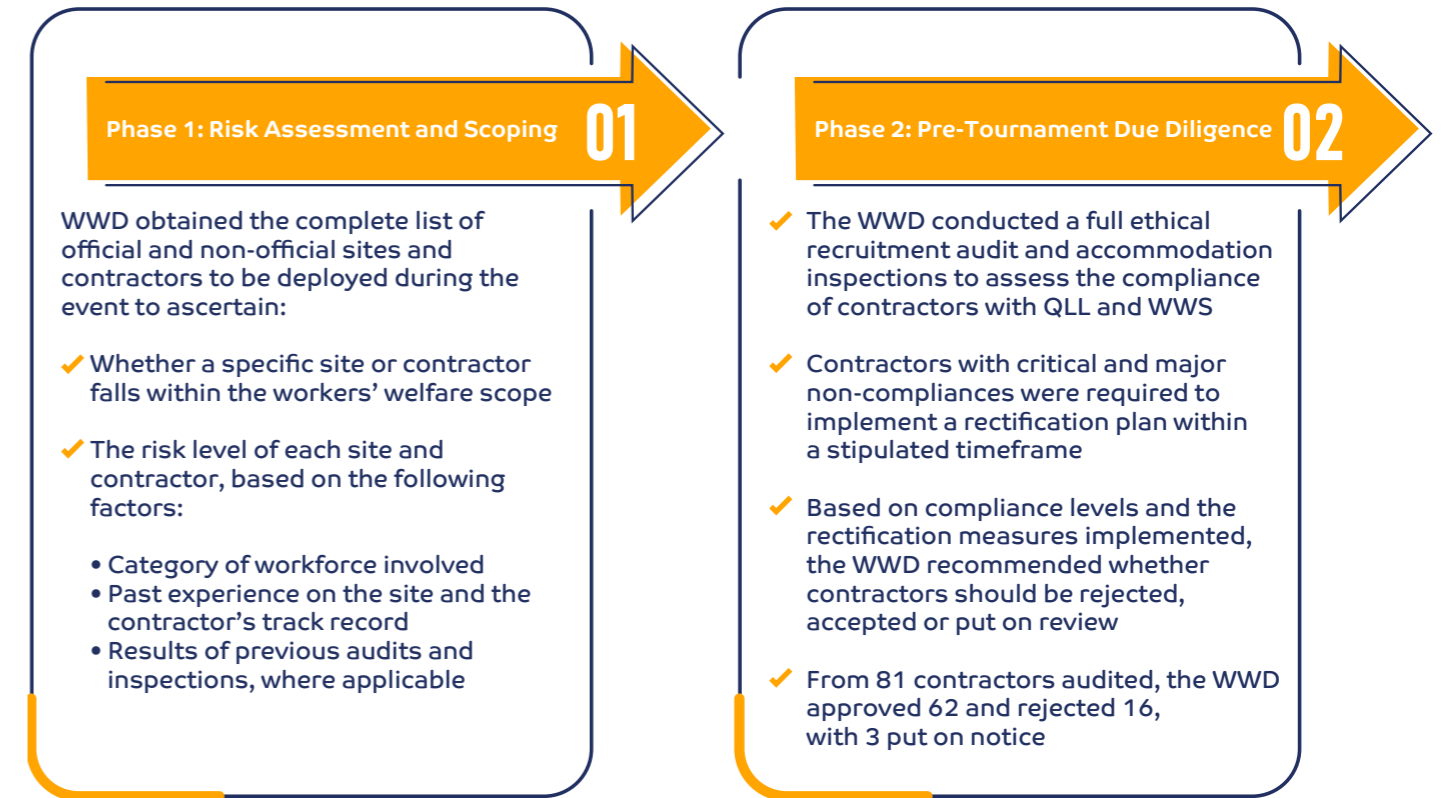 Phase 1: Risk Assessment and Scoping 01
WWD obtained the complete list of
official and non-official sites and
contractors to be deployed during the
event to ascertain:
Whether a specific site or contractor
falls within the workers’ welfare scope
The risk level of each site and
contractor, based on the following
factors:
• Category of workforce involved
• Past experience on the site and the
contractor’s track record
• Results of previous audits and
inspections, where applicable
Phase 2: Pre-Tournament Due Diligence 02
The WWD conducted a full ethical
recruitment audit and accommodation
inspections to assess the compliance
of contractors with QLL and WWS
Contractors with critical and major
non-compliances were required to
implement a rectification plan within
a stipulated timeframe
Based on compliance levels and the
rectification measures implemented,
the WWD recommended whether
contractors should be rejected,
accepted or put on review
From 81 contractors audited, the WWD
approved 62 and rejected 16,
with 3 put on notice